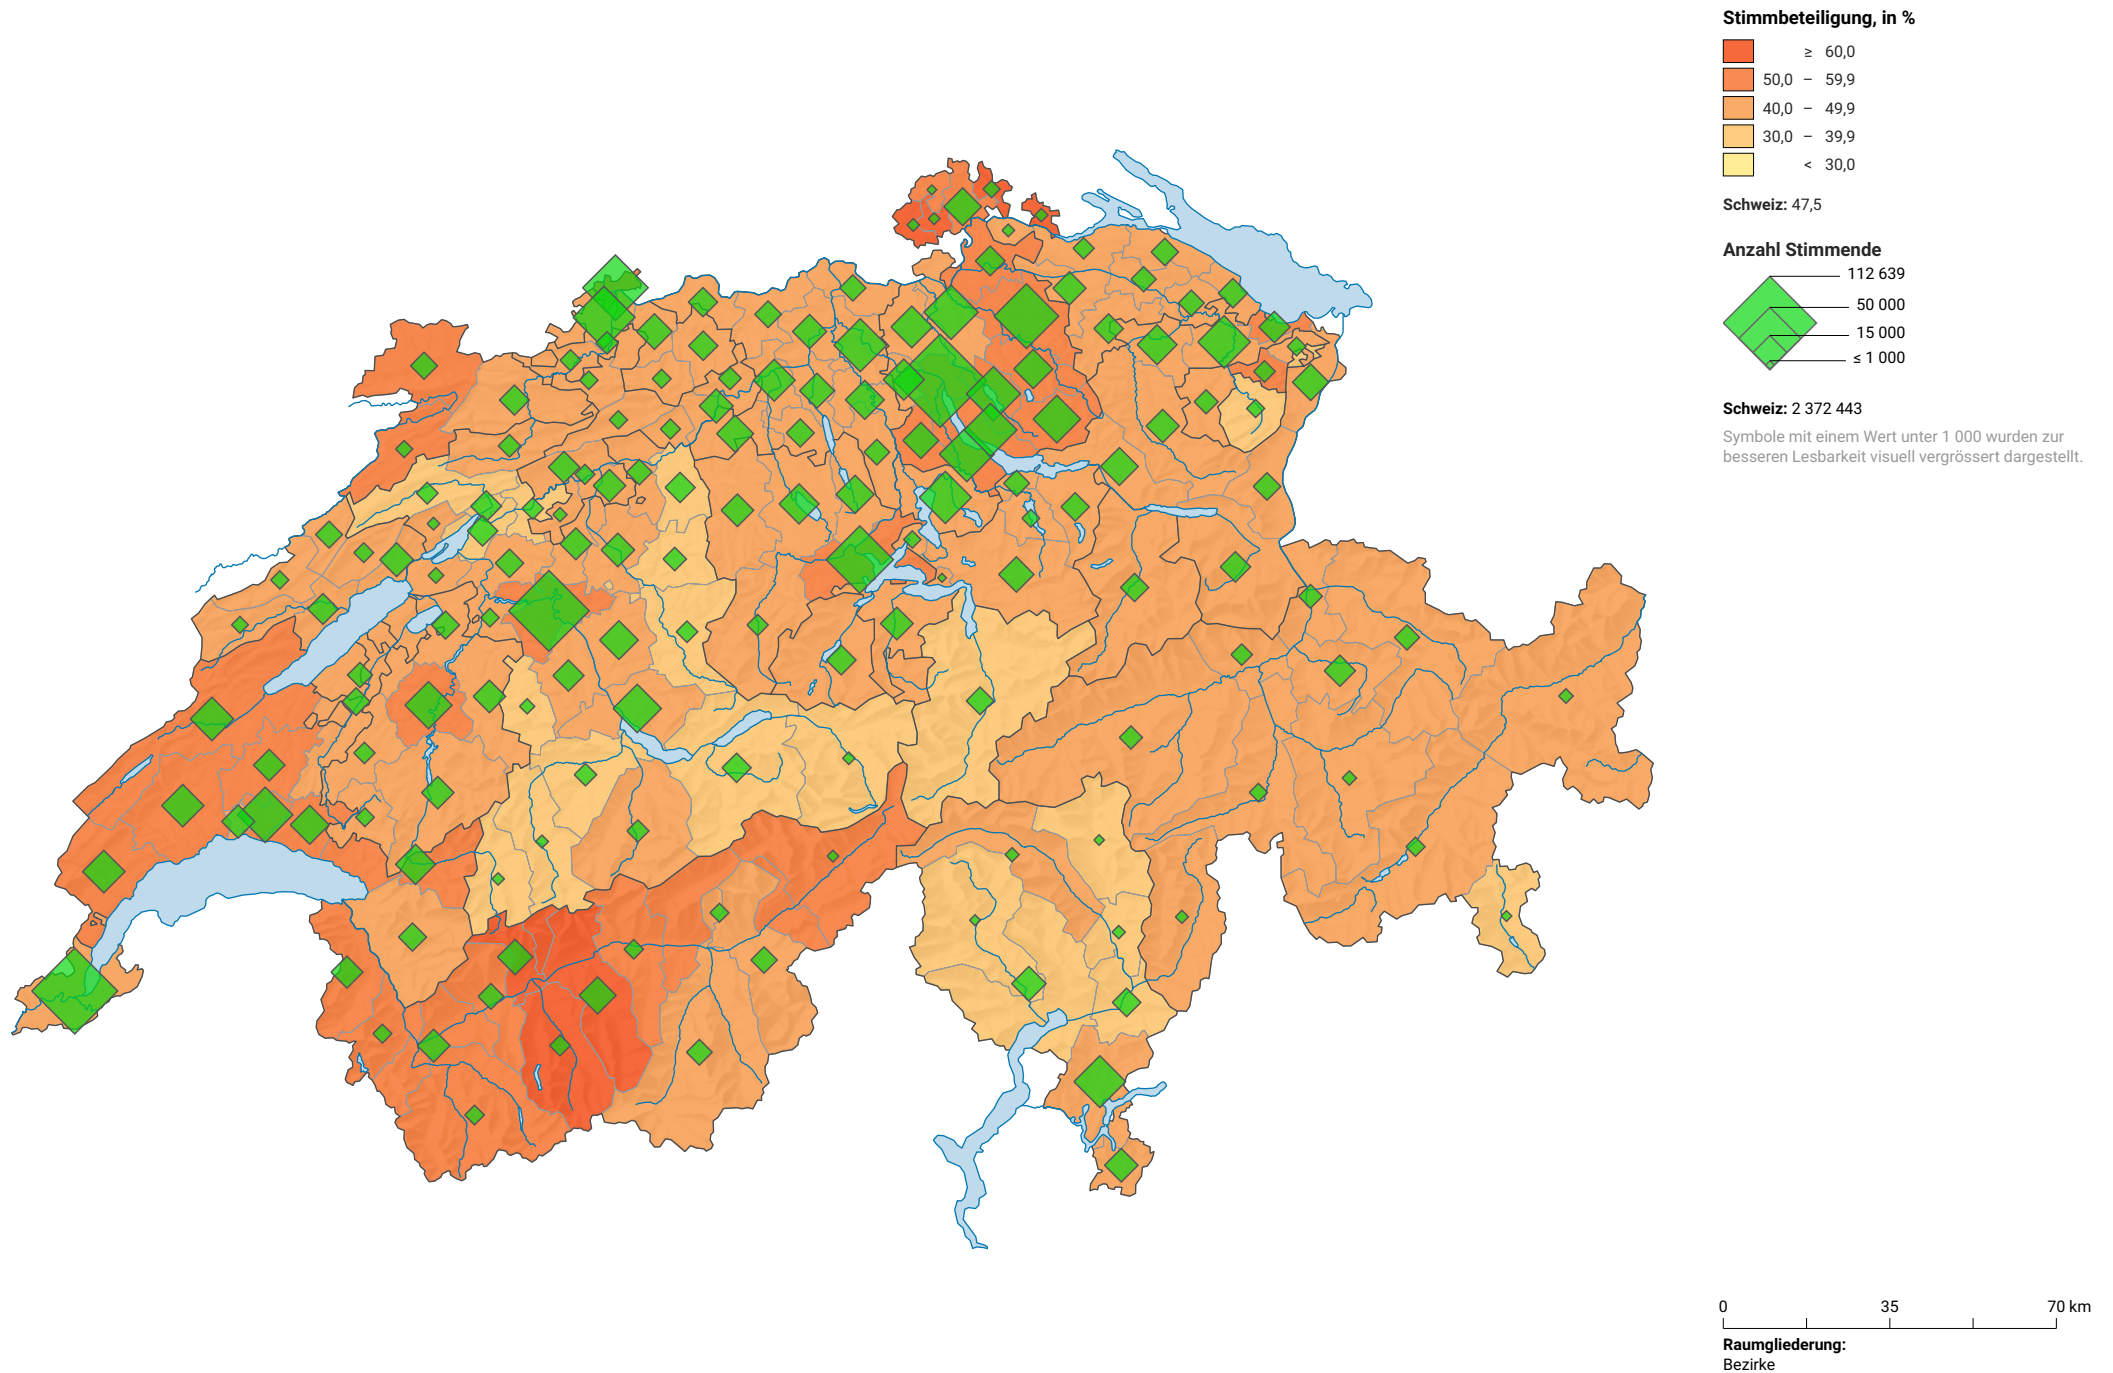 Stimmbeteiligung, in %
≥ 60,0
50,0 – 59,9
40,0 – 49,9
30,0 – 39,9
< 30,0
Schweiz: 47,5
Anzahl Stimmende
112 639
50 000
15 000
≤ 1 000
Schweiz: 2 372 443
Symbole mit einem Wert unter 1 000 wurden zur
besseren Lesbarkeit visuell vergrössert dargestellt.
0 35 70 km
Raumgliederung:
Bezirke